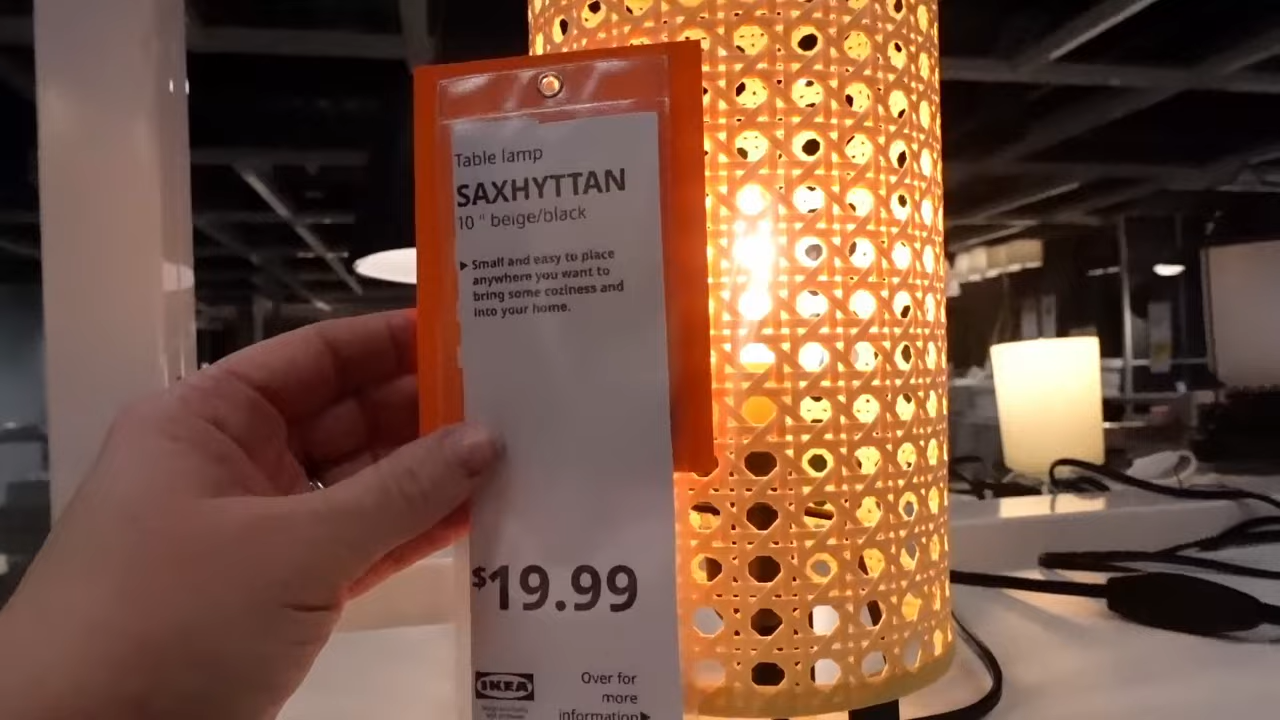 Table lamp
SAXHYTTAN
10 " beige/black
▶ Small and easy to place
anywhere you want to
bring some coziness and
into your home.
$19.99
IKEA
Over for
more
information▶